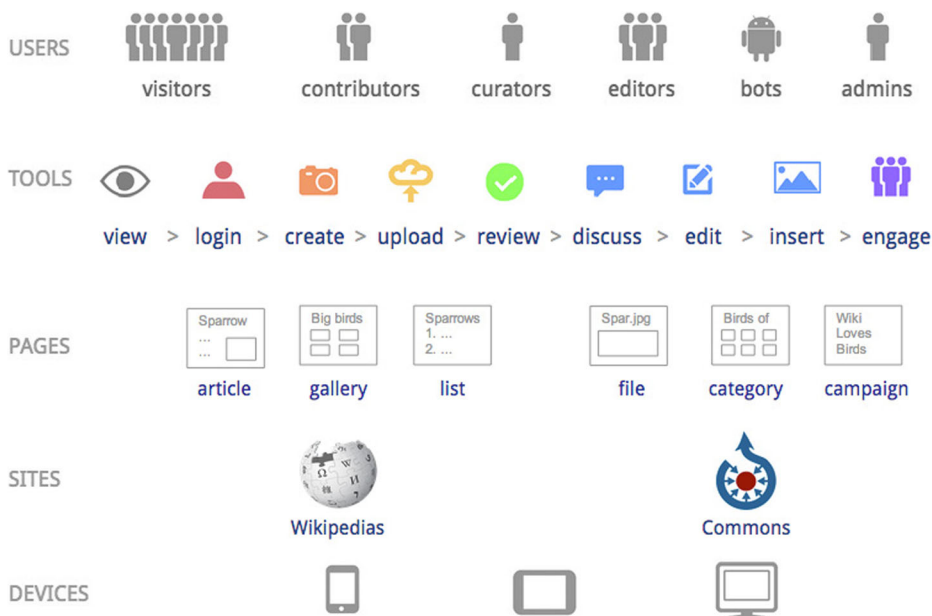 USERS
visitors contributors curators editors bots admins
TOOLS
view > login > create > upload > review > discuss > edit > insert > engage
PAGES
Sparrow
...
...
Big birds
Sparrows
1. ...
2. ...
Spar.jpg
Birds of
Wiki
Loves
Birds
article gallery list file category campaign
SITES
Ω W И
Wikipedias Commons
DEVICES